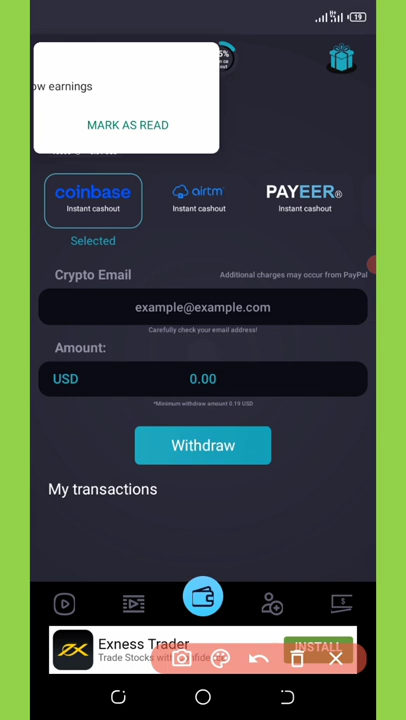 19
ow earnings
MARK AS READ
coinbase
Instant cashout
airtm
Instant cashout
PAYEER®
Instant cashout
Selected
Crypto Email
Additional charges may occur from PayPal
example@example.com
Carefully check your email address!
Amount:
USD
0.00
*Minimum withdraw amount 0.19 USD
Withdraw
My transactions
Exness Trader
Trade Stocks with
INSTALL